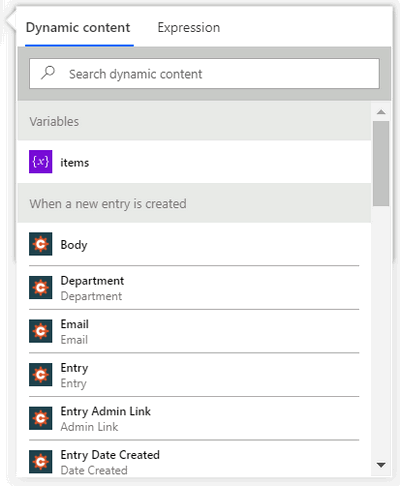 Dynamic content Expression
Search dynamic content
Variables
{x} items
When a new entry is created
Body
Department
Department
Email
Email
Entry
Entry
Entry Admin Link
Admin Link
Entry Date Created
Date Created